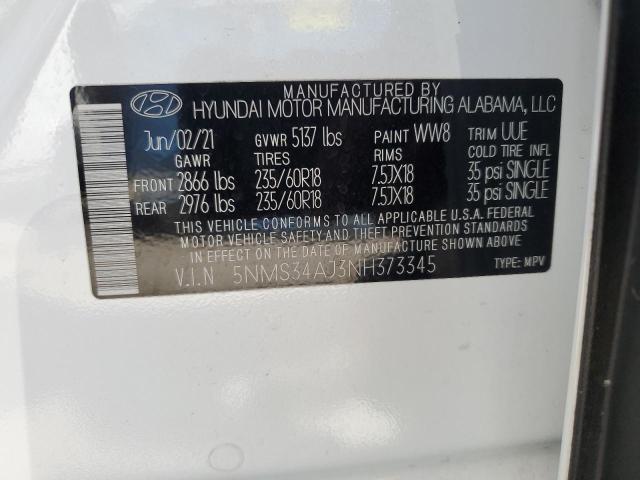 MANUFACTURED BY
HYUNDAI MOTOR MANUFACTURING ALABAMA, LLC
Jun/02/21 GVWR 5137 lbs PAINT WW8 TRIM UUE
GAWR TIRES COLD TIRE INFL
FRONT 2866 lbs 235/60R18 7.5JX18 35 psi SINGLE
REAR 2976 lbs 235/60R18 7.5JX18 35 psi SINGLE
THIS VEHICLE CONFORMS TO ALL APPLICABLE U.S.A. FEDERAL
MOTOR VEHICLE SAFETY BUMPER, AND THEFT PREVENTION STANDARDS
IN EFFECT ON THE DATE OF MANUFACTURE SHOWN ABOVE.
V.I.N 5NMS34AJ3NH373345 TYPE: MPV